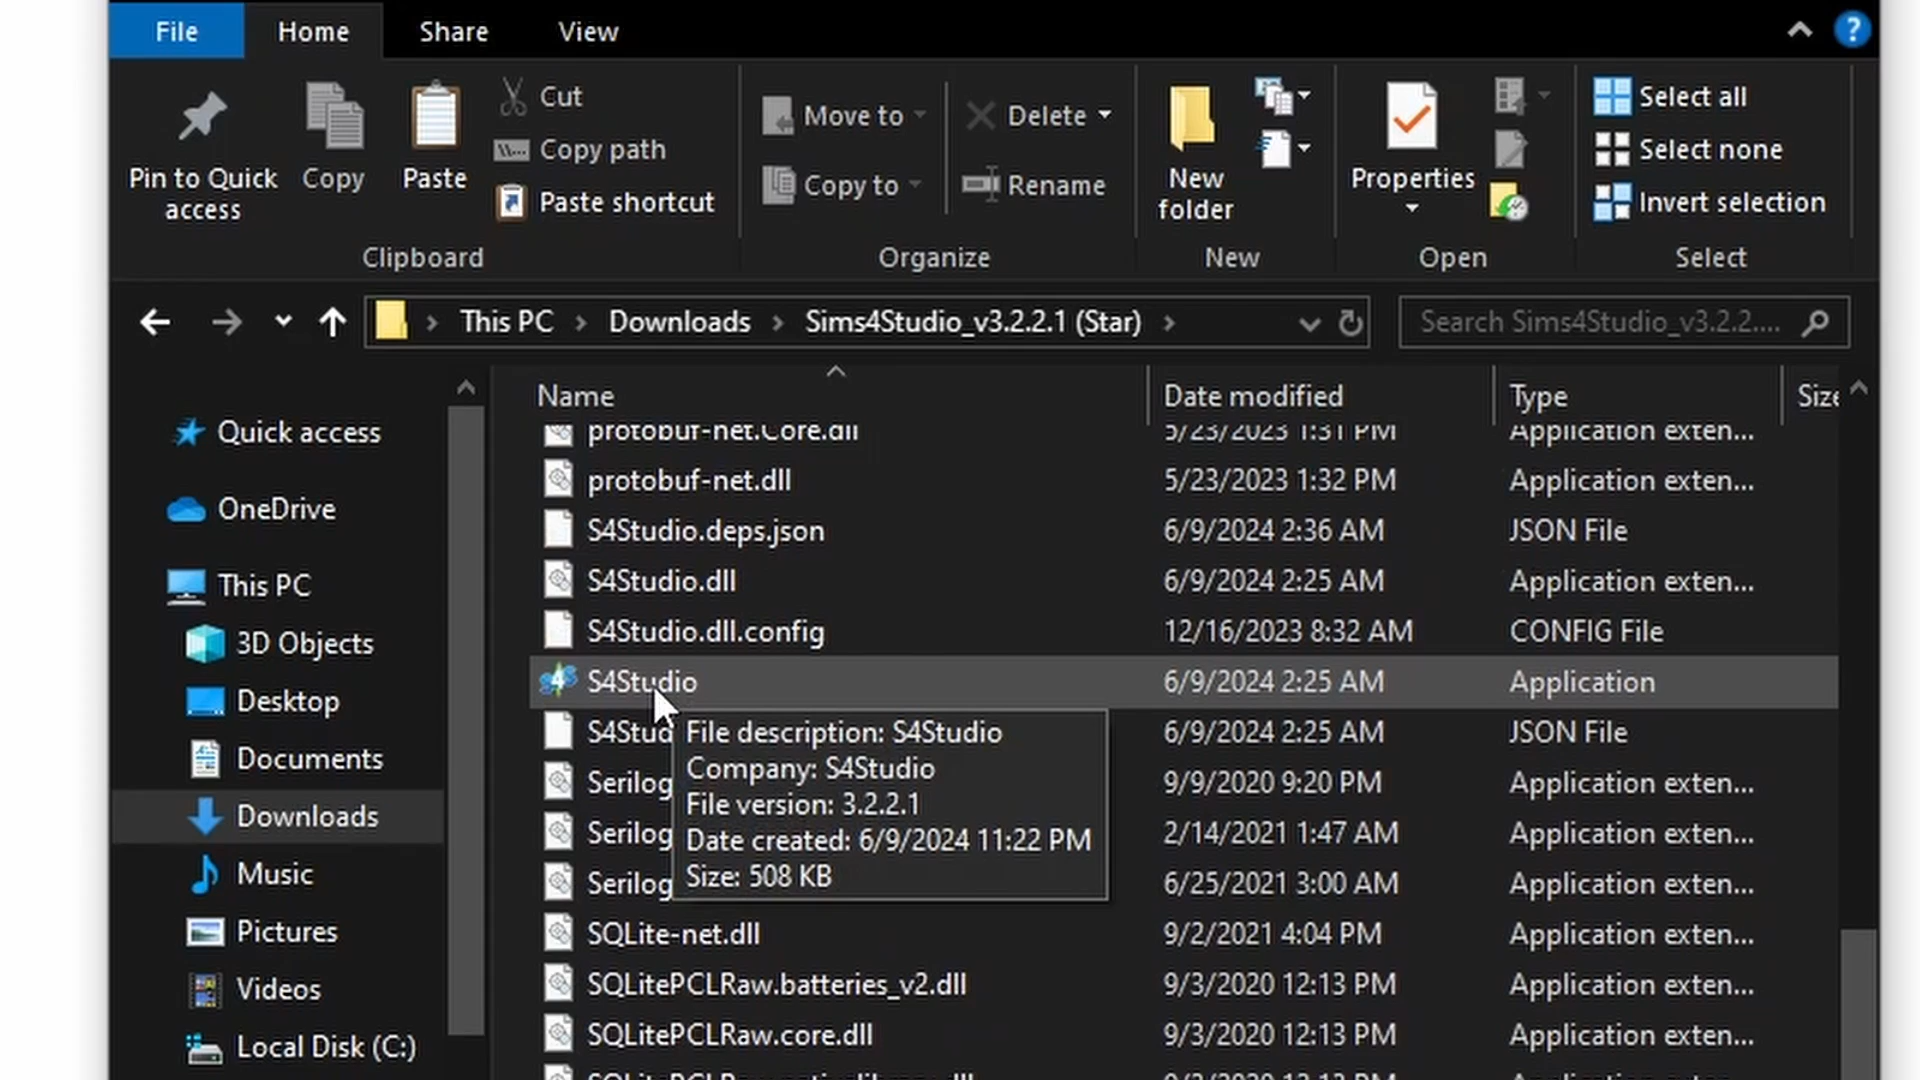 File Home Share View
Pin to Quick access
Copy
Paste
Cut
Copy path
Paste shortcut
Clipboard
Move to
Copy to
Delete
Rename
Organize
New folder
New
Properties
Open
Select all
Select none
Invert selection
Select
This PC Downloads Sims4Studio_v3.2.2.1 (Star)
Search Sims4Studio_v3.2.2....
Quick access
OneDrive
This PC
3D Objects
Desktop
Documents
Downloads
Music
Pictures
Videos
Local Disk (C:)
Name Date modified Type Size
protobuf-net.Core.dll 5/23/2023 1:31 PM Application exten...
protobuf-net.dll 5/23/2023 1:32 PM Application exten...
S4Studio.deps.json 6/9/2024 2:36 AM JSON File
S4Studio.dll 6/9/2024 2:25 AM Application exten...
S4Studio.dll.config 12/16/2023 8:32 AM CONFIG File
S4Studio 6/9/2024 2:25 AM Application
S4Stud 6/9/2024 2:25 AM JSON File
Serilog 9/9/2020 9:20 PM Application exten...
Serilog 2/14/2021 1:47 AM Application exten...
Serilog 6/25/2021 3:00 AM Application exten...
SQLite-net.dll 9/2/2021 4:04 PM Application exten...
SQLitePCLRaw.batteries_v2.dll 9/3/2020 12:13 PM Application exten...
SQLitePCLRaw.core.dll 9/3/2020 12:13 PM Application exten...
File description: S4Studio
Company: S4Studio
File version: 3.2.2.1
Date created: 6/9/2024 11:22 PM
Size: 508 KB